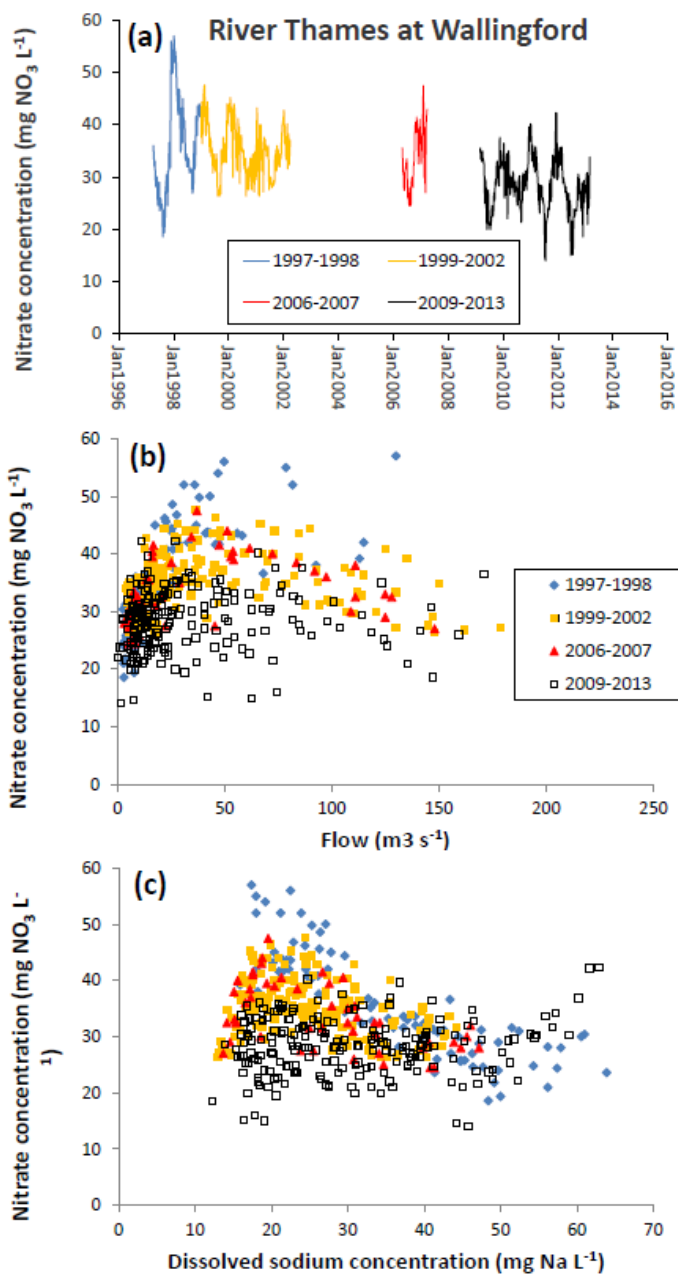 (a) River Thames at Wallingford
Nitrate concentration (mg NO3 L-1)
60
50
40
30
20
10
0
1997-1998 1999-2002
2006-2007 2009-2013
Jan1996
Jan1998
Jan2000
Jan2002
Jan2004
Jan2006
Jan2008
Jan2010
Jan2012
Jan2014
Jan2016
(b)
Nitrate concentration (mg NO3 L-1)
60
50
40
30
20
10
0
1997-1998
1999-2002
2006-2007
2009-2013
0 50 100 150 200 250
Flow (m3 s-1)
(c)
Nitrate concentration (mg NO3 L-
1)
60
50
40
30
20
10
0
0 10 20 30 40 50 60 70
Dissolved sodium concentration (mg Na L-1)